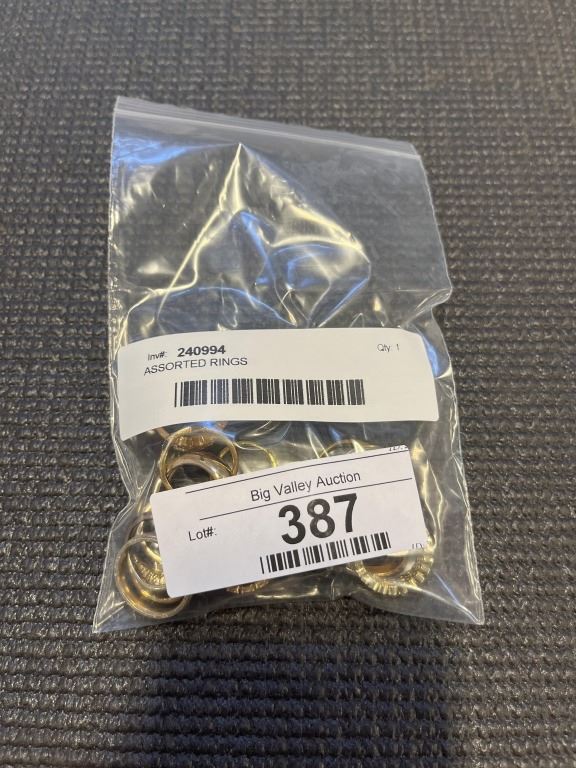 Inv#: 240994 Qty: 1
ASSORTED RINGS
Big Valley Auction
Lot#: 387